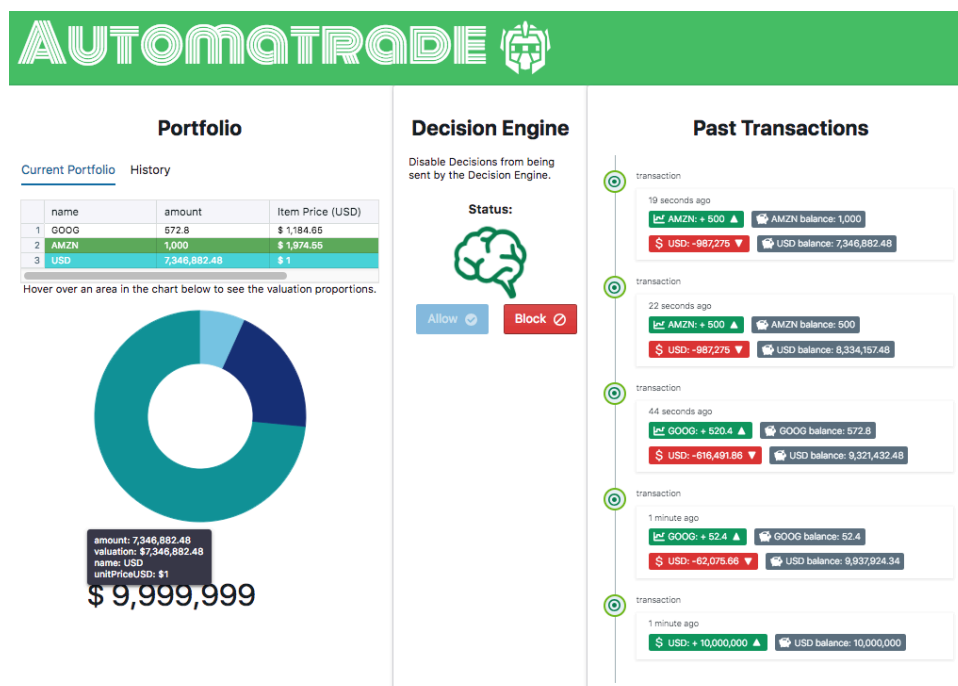 AUTOMATRADE
Portfolio
Current Portfolio History
name amount Item Price (USD)
1 GOOG 572.8 $ 1,184.65
2 AMZN 1,000 $ 1,974.55
3 USD 7,346,882.48 $ 1
Hover over an area in the chart below to see the valuation proportions.
amount: 7,346,882.48
valuation: $7,346,882.48
name: USD
unitPriceUSD: $1
$ 9,999,999
Decision Engine
Disable Decisions from being
sent by the Decision Engine.
Status:
Allow Block
Past Transactions
transaction
19 seconds ago
AMZN: + 500 ▲ AMZN balance: 1,000
$ USD: -987,275 ▼ USD balance: 7,346,882.48
transaction
22 seconds ago
AMZN: + 500 ▲ AMZN balance: 500
$ USD: -987,275 ▼ USD balance: 8,334,157.48
transaction
44 seconds ago
GOOG: + 520.4 ▲ GOOG balance: 572.8
$ USD: -616,491.86 ▼ USD balance: 9,321,432.48
transaction
1 minute ago
GOOG: + 52.4 ▲ GOOG balance: 52.4
$ USD: -62,075.66 ▼ USD balance: 9,937,924.34
transaction
1 minute ago
$ USD: + 10,000,000 ▲ USD balance: 10,000,000